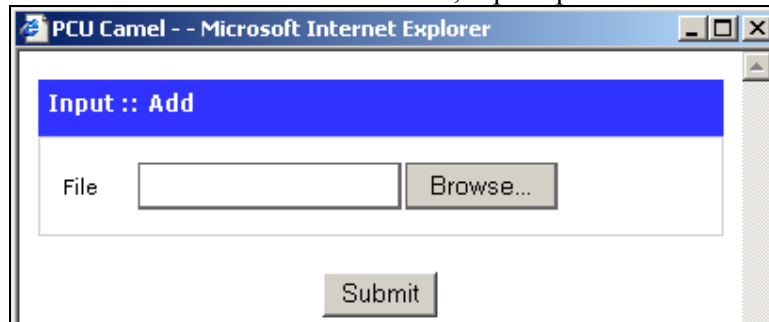 PCU Camel - - Microsoft Internet Explorer
Input :: Add
File Browse...
Submit